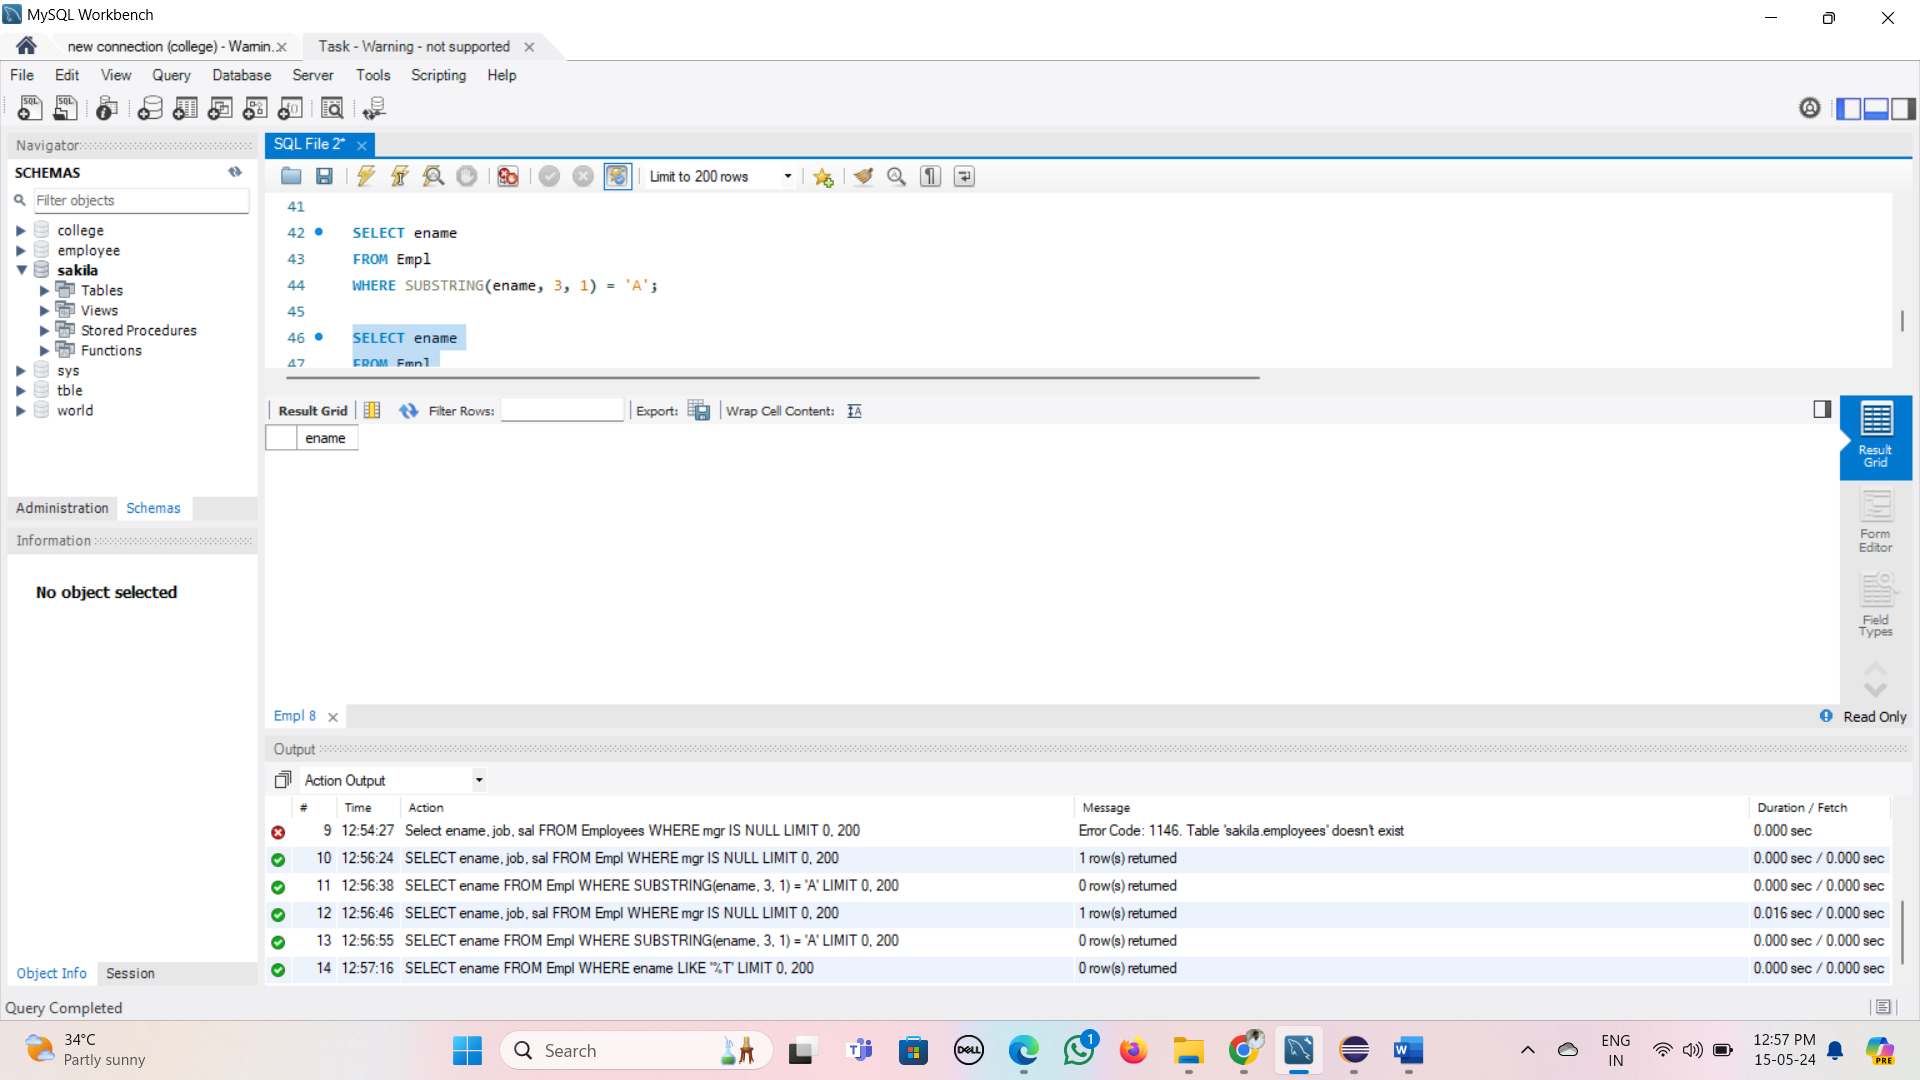 MySQL Workbench
new connection (college) - Warnin..
Task - Warning - not supported
File Edit View Query Database Server Tools Scripting Help
Navigator
SCHEMAS
Filter objects
college
employee
sakila
Tables
Views
Stored Procedures
Functions
sys
tble
world
Administration Schemas
Information
No object selected
Object Info Session
SQL File 2*
Limit to 200 rows
41
42 SELECT ename
43 FROM Empl
44 WHERE SUBSTRING(ename, 3, 1) = 'A';
45
46 SELECT ename
47 FROM Empl
Result Grid Filter Rows: Export: Wrap Cell Content:
ename
Result Grid
Form Editor
Field Types
Empl 8
Read Only
Output
Action Output
# Time Action Message Duration / Fetch
9 12:54:27 Select ename, job, sal FROM Employees WHERE mgr IS NULL LIMIT 0, 200 Error Code: 1146. Table 'sakila.employees' doesn't exist 0.000 sec
10 12:56:24 SELECT ename, job, sal FROM Empl WHERE mgr IS NULL LIMIT 0, 200 1 row(s) returned 0.000 sec / 0.000 sec
11 12:56:38 SELECT ename FROM Empl WHERE SUBSTRING(ename, 3, 1) = 'A' LIMIT 0, 200 0 row(s) returned 0.000 sec / 0.000 sec
12 12:56:46 SELECT ename, job, sal FROM Empl WHERE mgr IS NULL LIMIT 0, 200 1 row(s) returned 0.016 sec / 0.000 sec
13 12:56:55 SELECT ename FROM Empl WHERE SUBSTRING(ename, 3, 1) = 'A' LIMIT 0, 200 0 row(s) returned 0.000 sec / 0.000 sec
14 12:57:16 SELECT ename FROM Empl WHERE ename LIKE '%T' LIMIT 0, 200 0 row(s) returned 0.000 sec / 0.000 sec
Query Completed
34°C
Partly sunny
Search
DELL
1
ENG
IN
12:57 PM
15-05-24
PRE